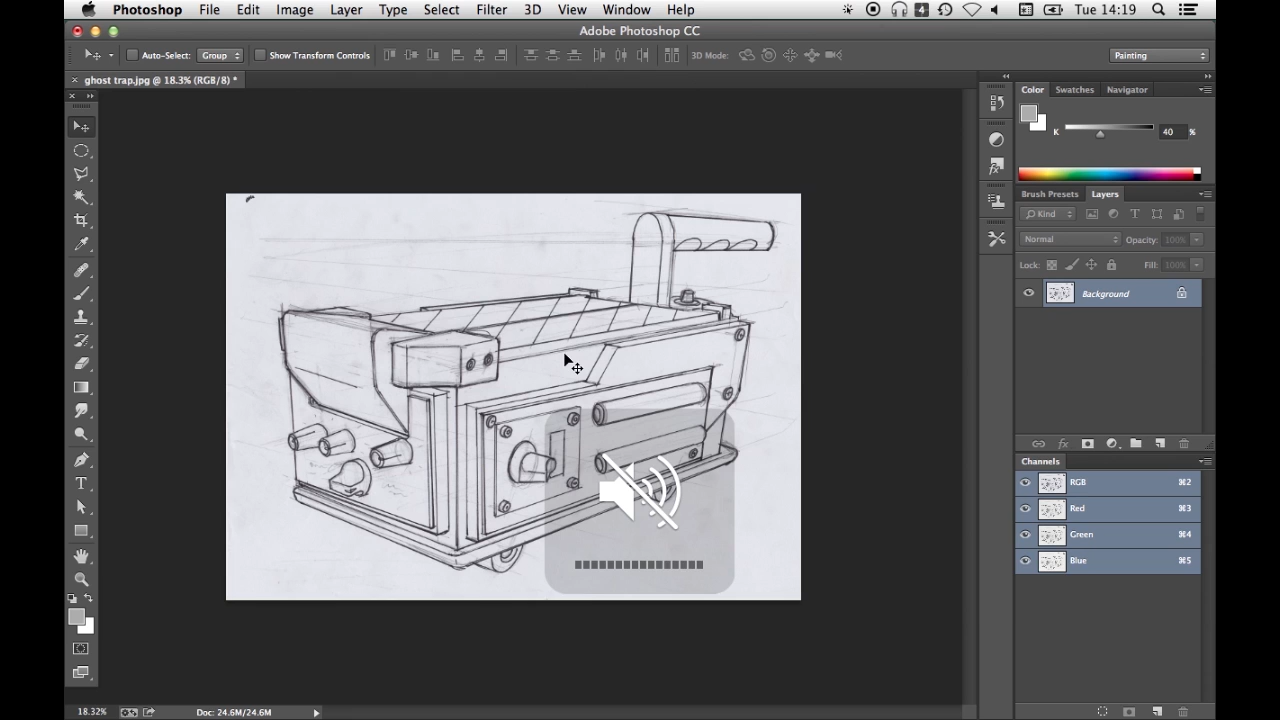 Photoshop File Edit Image Layer Type Select Filter 3D View Window Help 4 Tue 14:19
Adobe Photoshop CC
Auto-Select: Group Show Transform Controls 3D Mode: Painting
ghost trap.jpg @ 18.3% (RGB/8) *
Color Swatches Navigator
K 40 %
Brush Presets Layers
Kind
Normal Opacity: 100%
Lock: Fill: 100%
Background
Channels
RGB ⌘2
Red ⌘3
Green ⌘4
Blue ⌘5
18.32% Doc: 24.6M/24.6M